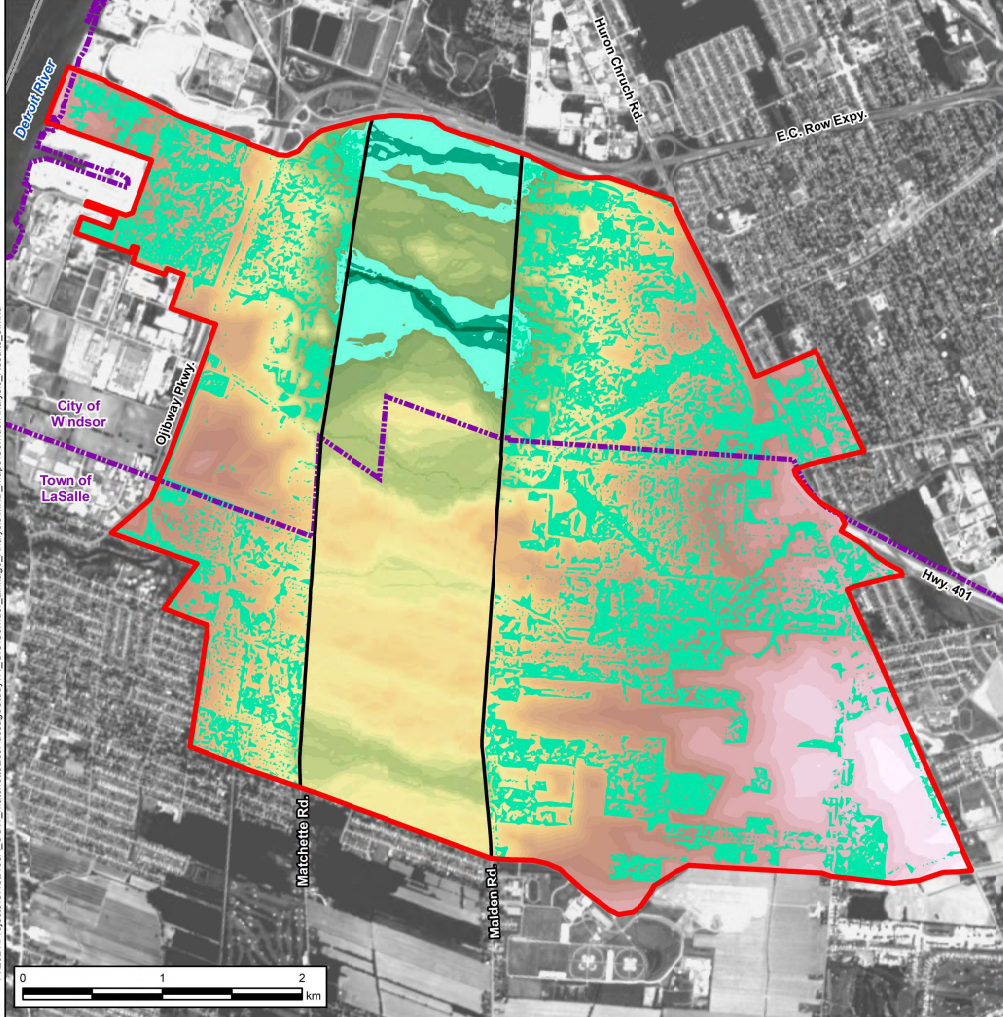 Huron Chruch Rd.
Detroit River
E.C. Row Expy.
Ojibway Pkwy.
City of
Windsor
Town of
LaSalle
Hwy. 401
Matchette Rd.
Maldon Rd.
0 1 2
km